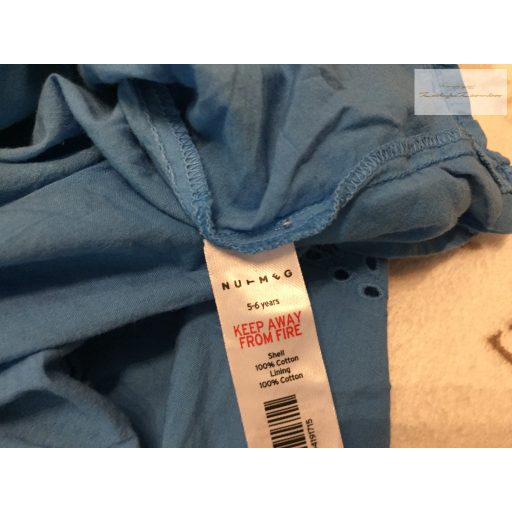 NUTMEG
5-6 years
KEEP AWAY
FROM FIRE
Shell
100% Cotton
Lining
100% Cotton